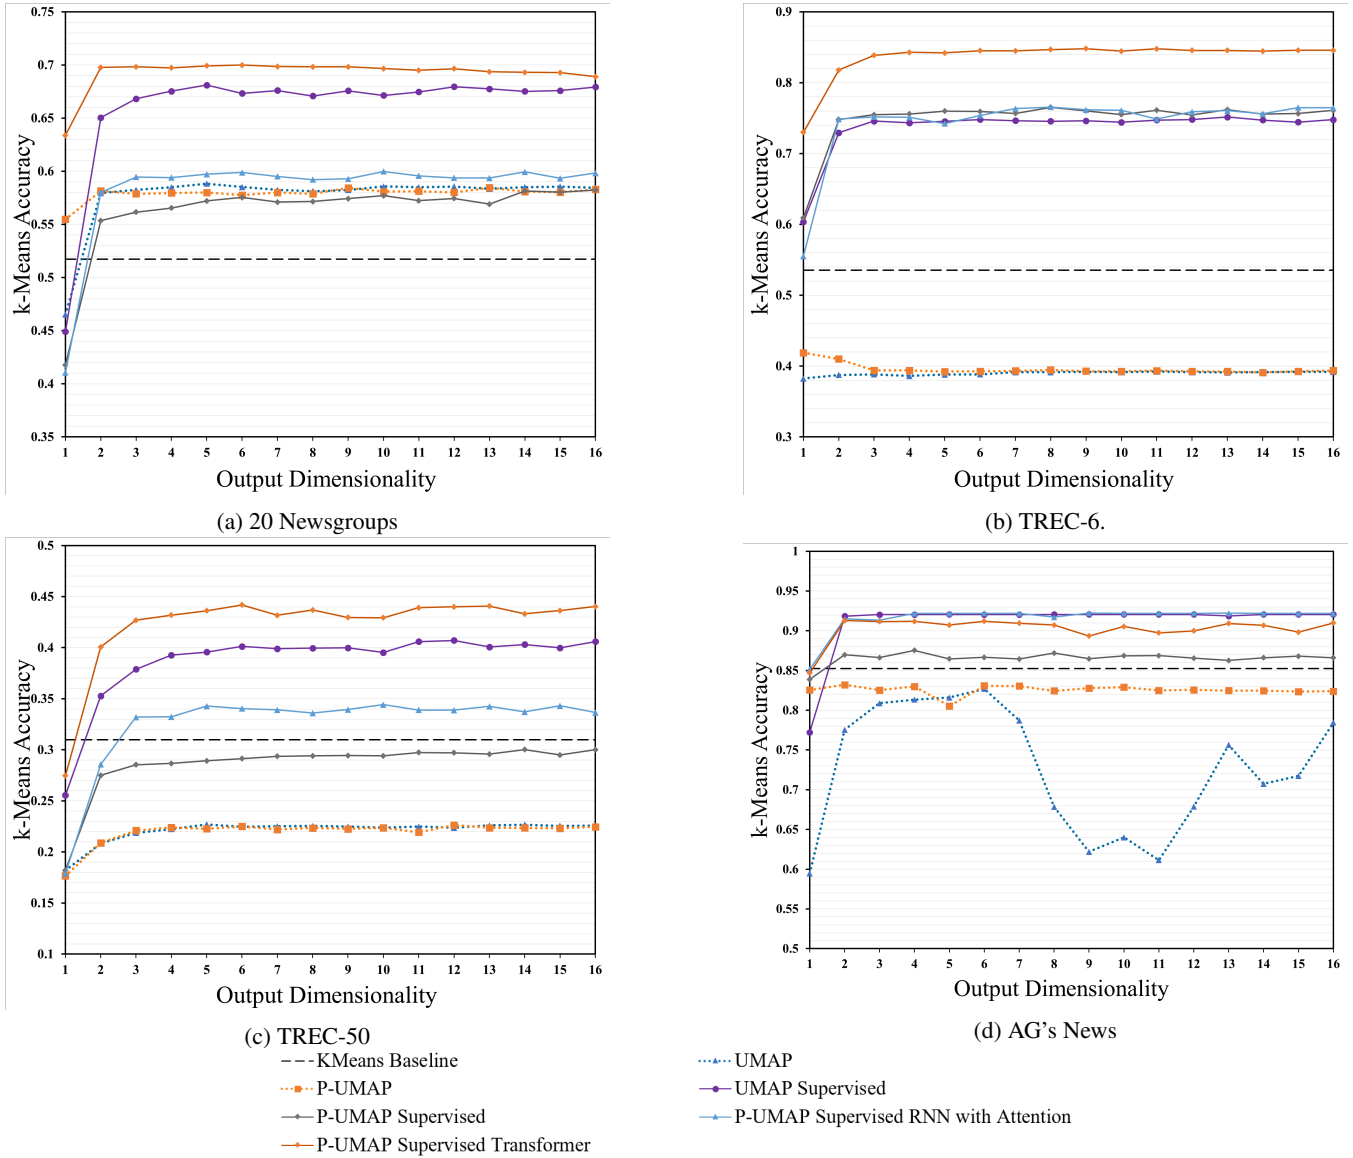 0.75
0.7
0.65
0.6
0.55
0.5
0.45
0.4
0.35
k-Means Accuracy
1 2 3 4 5 6 7 8 9 10 11 12 13 14 15 16
Output Dimensionality
(a) 20 Newsgroups
0.9
0.8
0.7
0.6
0.5
0.4
0.3
k-Means Accuracy
1 2 3 4 5 6 7 8 9 10 11 12 13 14 15 16
Output Dimensionality
(b) TREC-6.
0.5
0.45
0.4
0.35
0.3
0.25
0.2
0.15
0.1
k-Means Accuracy
1 2 3 4 5 6 7 8 9 10 11 12 13 14 15 16
Output Dimensionality
(c) TREC-50
1
0.95
0.9
0.85
0.8
0.75
0.7
0.65
0.6
0.55
0.5
k-Means Accuracy
1 2 3 4 5 6 7 8 9 10 11 12 13 14 15 16
Output Dimensionality
(d) AG's News
KMeans Baseline
UMAP
P-UMAP
UMAP Supervised
P-UMAP Supervised
P-UMAP Supervised RNN with Attention
P-UMAP Supervised Transformer